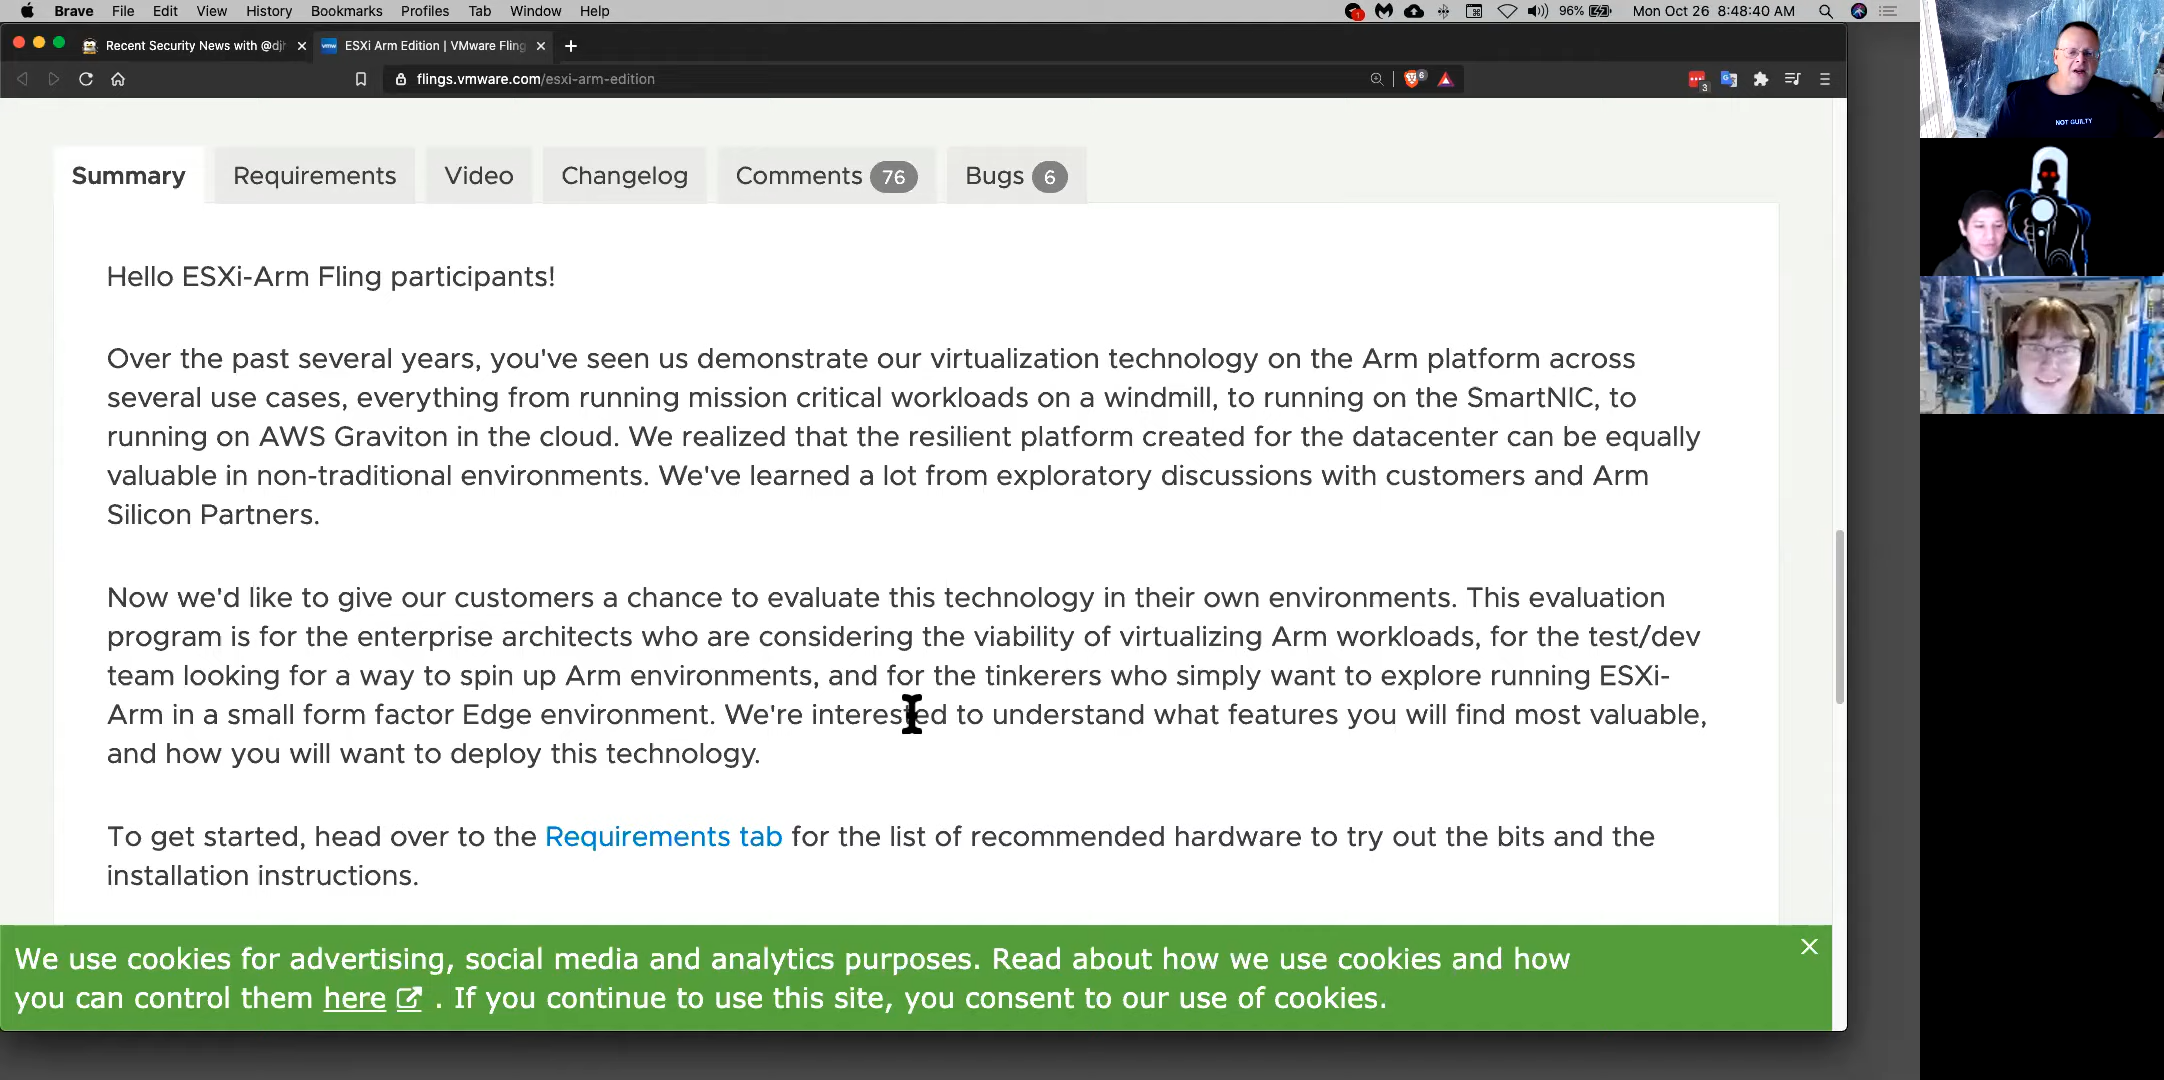 Brave File Edit View History Bookmarks Profiles Tab Window Help 96% Mon Oct 26 8:48:40 AM
Recent Security News with @djh ESXi Arm Edition | VMware Fling
flings.vmware.com/esxi-arm-edition 6 3
Summary Requirements Video Changelog Comments 76 Bugs 6
Hello ESXi-Arm Fling participants!
Over the past several years, you've seen us demonstrate our virtualization technology on the Arm platform across
several use cases, everything from running mission critical workloads on a windmill, to running on the SmartNIC, to
running on AWS Graviton in the cloud. We realized that the resilient platform created for the datacenter can be equally
valuable in non-traditional environments. We've learned a lot from exploratory discussions with customers and Arm
Silicon Partners.
Now we'd like to give our customers a chance to evaluate this technology in their own environments. This evaluation
program is for the enterprise architects who are considering the viability of virtualizing Arm workloads, for the test/dev
team looking for a way to spin up Arm environments, and for the tinkerers who simply want to explore running ESXi-
Arm in a small form factor Edge environment. We're interested to understand what features you will find most valuable,
and how you will want to deploy this technology.
To get started, head over to the Requirements tab for the list of recommended hardware to try out the bits and the
installation instructions.
We use cookies for advertising, social media and analytics purposes. Read about how we use cookies and how
you can control them here . If you continue to use this site, you consent to our use of cookies.
NOT GUILTY